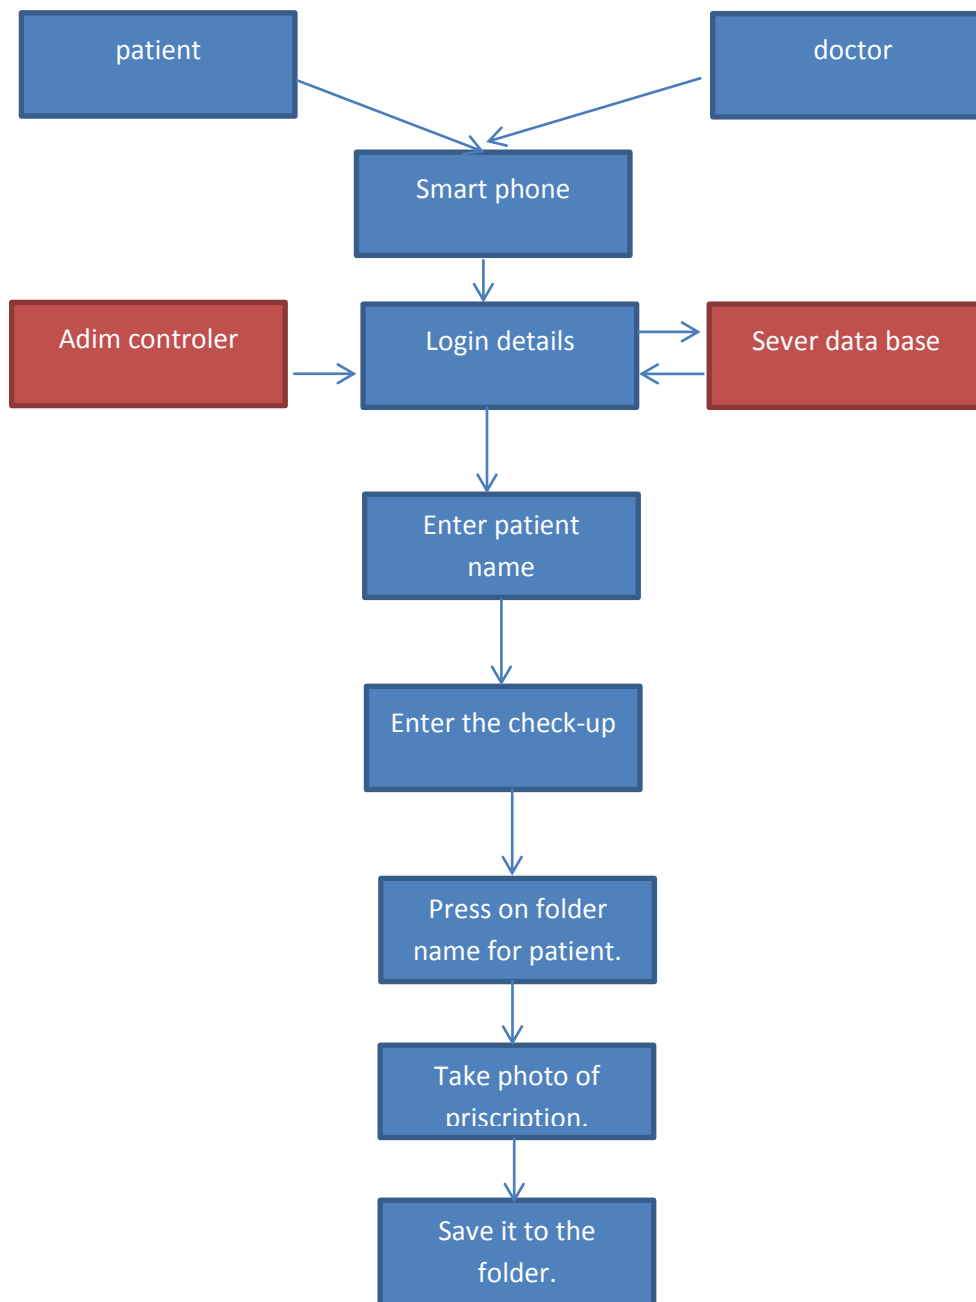 patient
doctor
Smart phone
Adim controler
Login details
Sever data base
Enter patient
name
Enter the check-up
Press on folder
name for patient.
Take photo of
priscription.
Save it to the
folder.